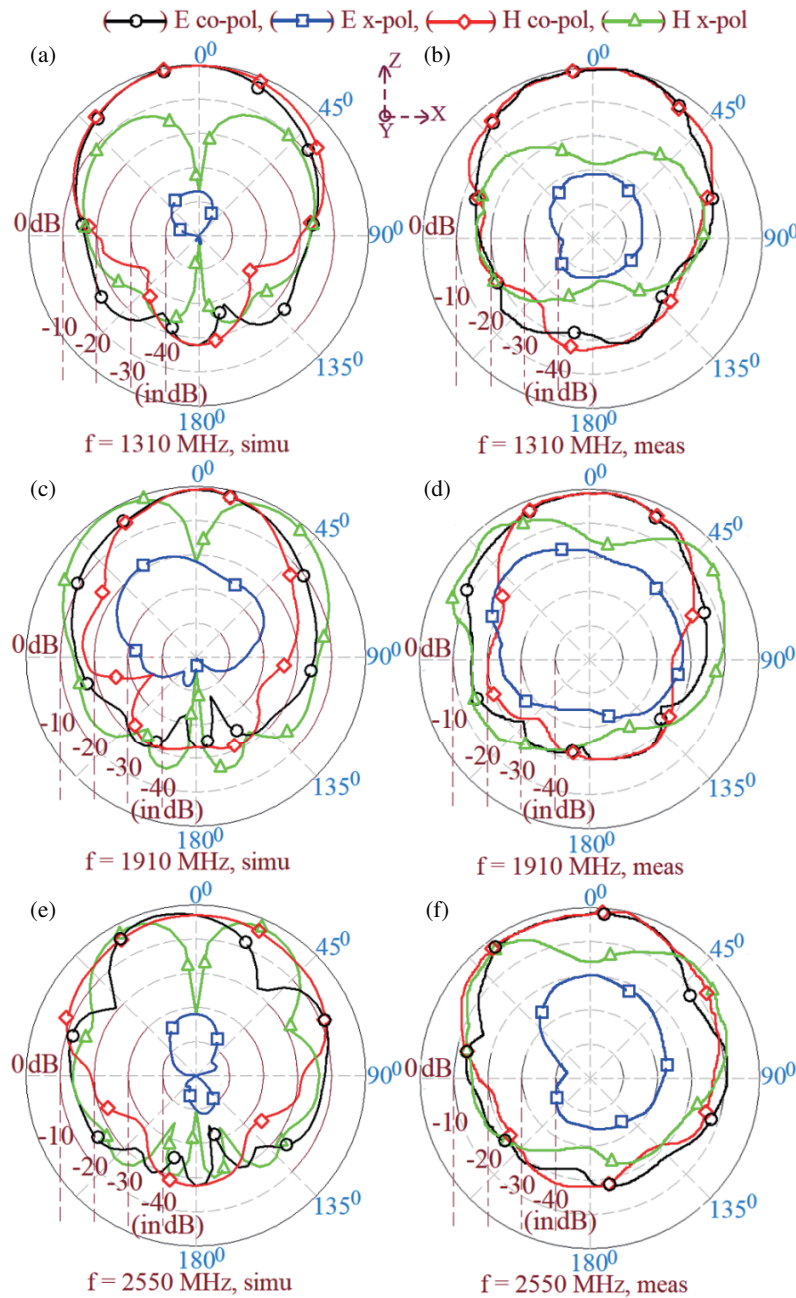 (—○—) E co-pol, (—□—) E x-pol, (—◇—) H co-pol, (—△—) H x-pol
(a)
0⁰
45⁰
90⁰
135⁰
180⁰
0 dB
-10
-20
-30
-40
(in dB)
f = 1310 MHz, simu
Z
X
Y
(b)
0⁰
45⁰
90⁰
135⁰
180⁰
0 dB
-10
-20
-30
-40
(in dB)
f = 1310 MHz, meas
(c)
0⁰
45⁰
90⁰
135⁰
180⁰
0 dB
-10
-20
-30
-40
(in dB)
f = 1910 MHz, simu
(d)
0⁰
45⁰
90⁰
135⁰
180⁰
0 dB
-10
-20
-30
-40
(in dB)
f = 1910 MHz, meas
(e)
0⁰
45⁰
90⁰
135⁰
180⁰
0 dB
-10
-20
-30
-40
(in dB)
f = 2550 MHz, simu
(f)
0⁰
45⁰
90⁰
135⁰
180⁰
0 dB
-10
-20
-30
-40
(in dB)
f = 2550 MHz, meas